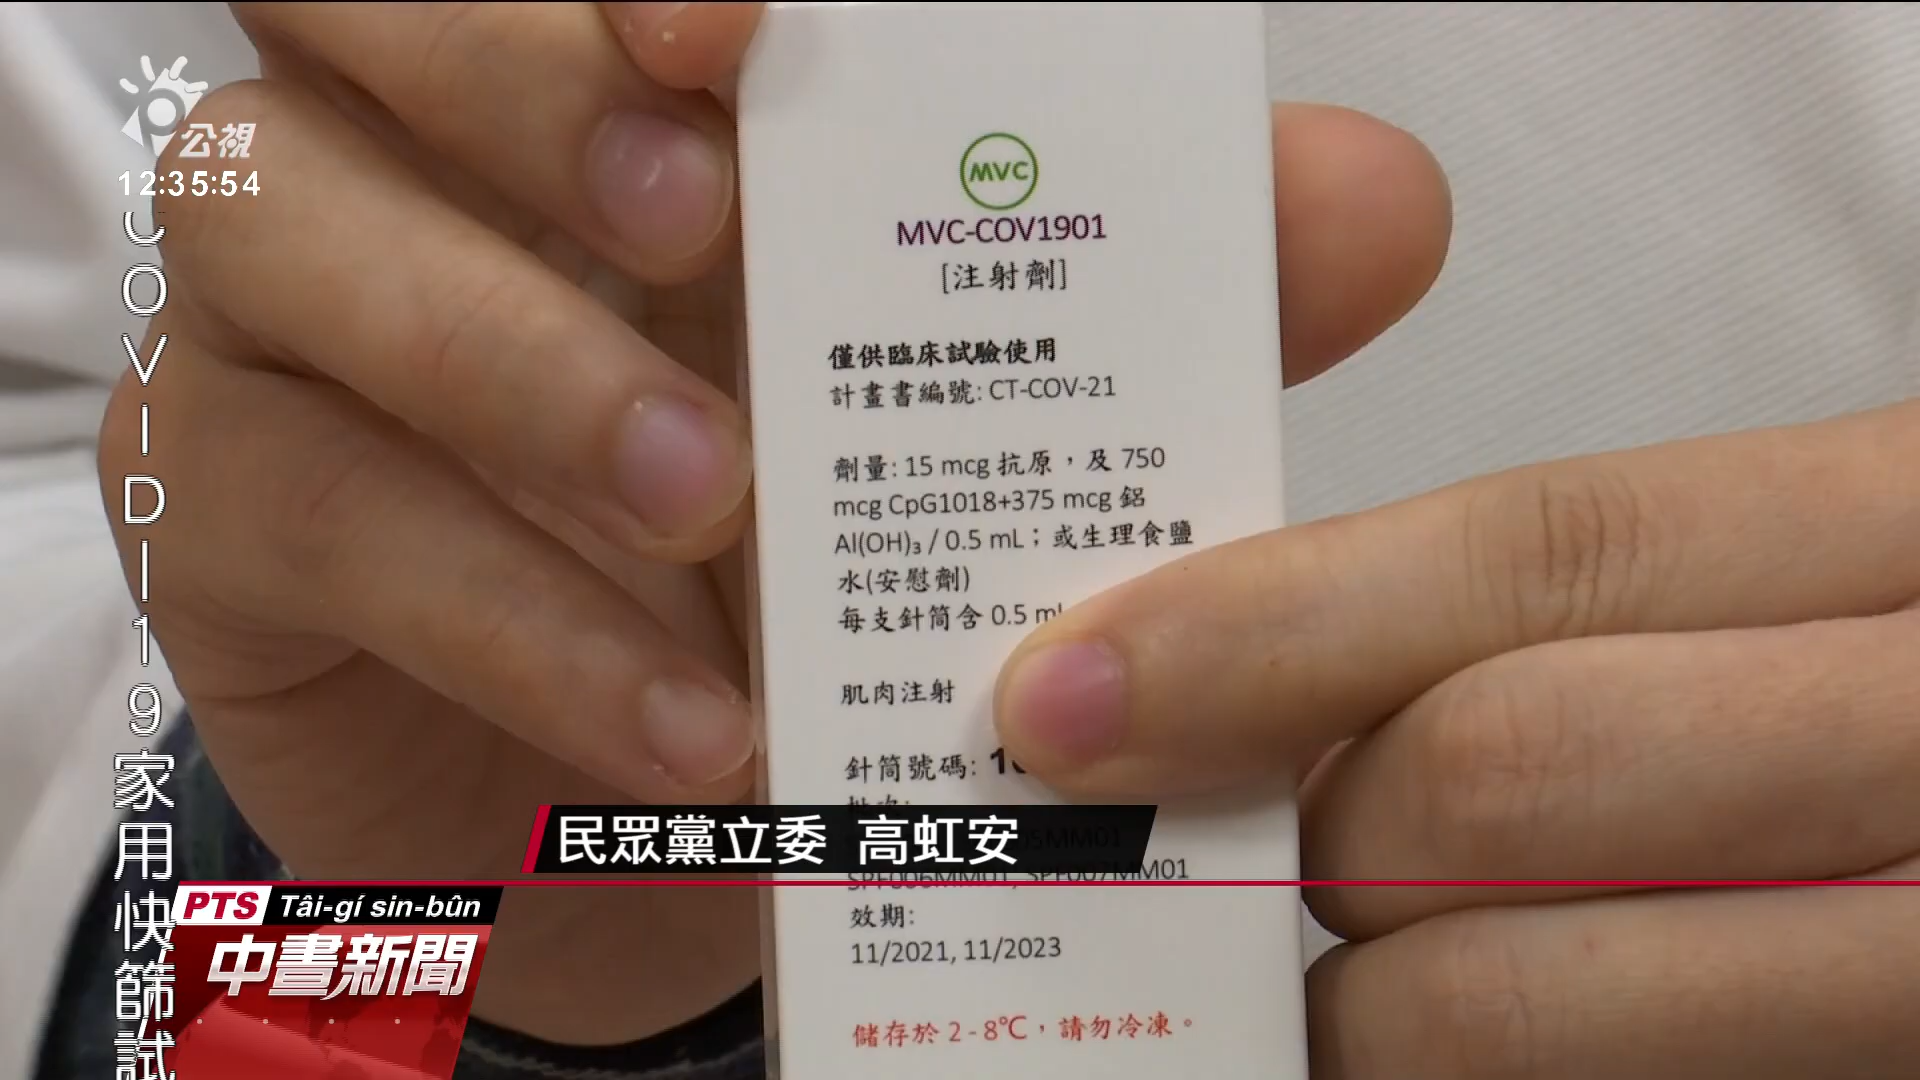 公視
12:35:54
COVID-19家用快篩試
MVC
MVC-COV1901
[注射劑]
僅供臨床試驗使用
計畫書編號: CT-COV-21
劑量: 15 mcg 抗原，及 750
mcg CpG1018+375 mcg 鋁
Al(OH)₃ / 0.5 mL；或生理食鹽
水(安慰劑)
每支針筒含 0.5
肌肉注射
針筒號碼:
民眾黨立委 高虹安
SPF006MM01, SPF007MM01
效期:
11/2021, 11/2023
儲存於 2 - 8℃，請勿冷凍。
PTS Tâi-gí sin-bûn
中晝新聞